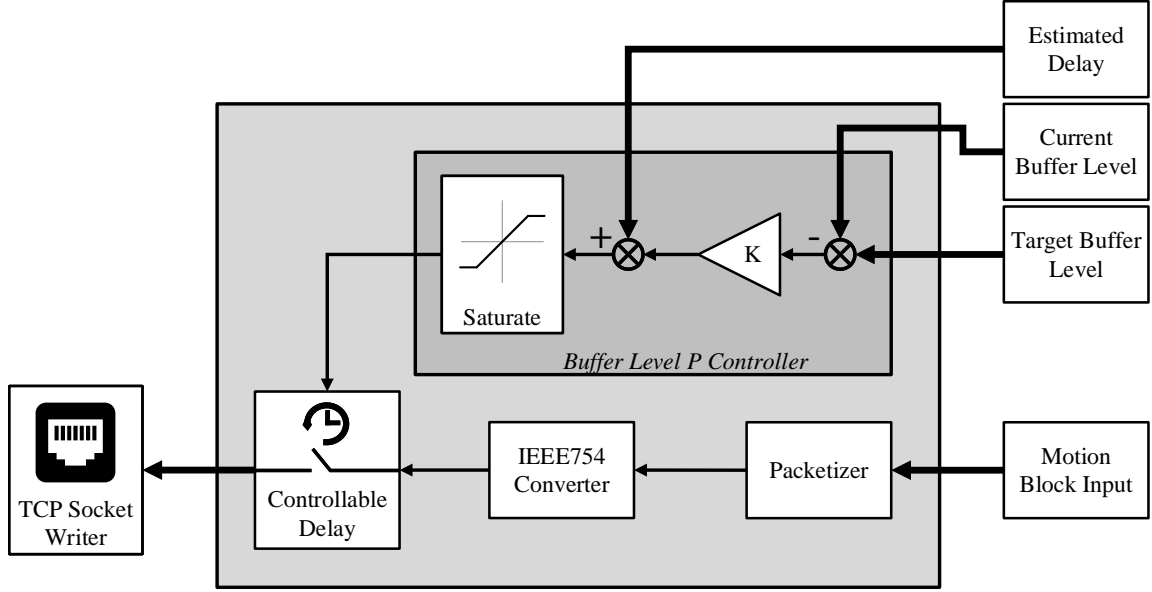 Estimated
Delay
Current
Buffer Level
Target Buffer
Level
+
K
-
Saturate
Buffer Level P Controller
TCP Socket
Writer
Controllable
Delay
IEEE754
Converter
Packetizer
Motion
Block Input